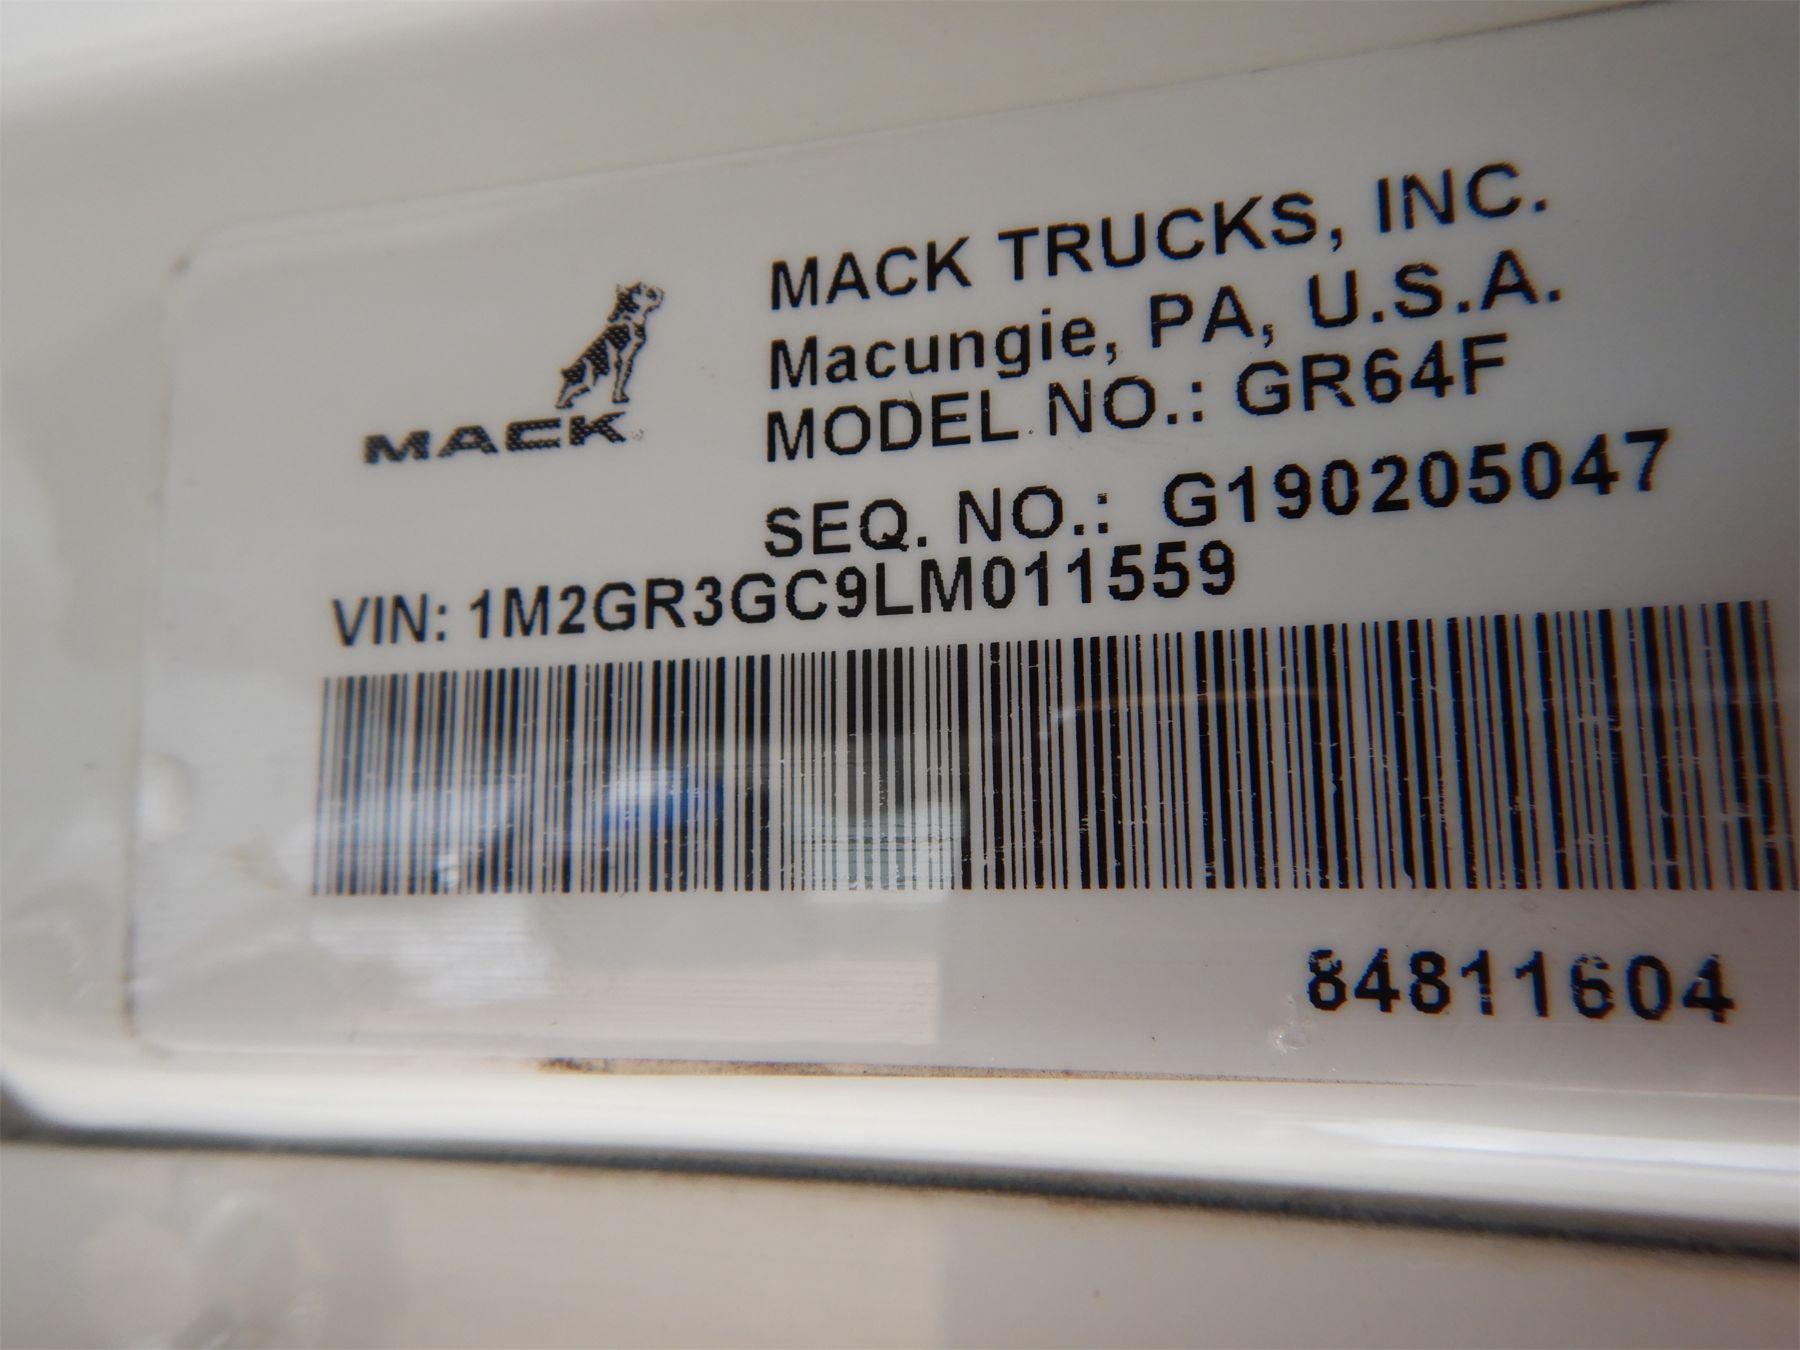 MACK
MACK TRUCKS, INC.
Macungie, PA, U.S.A.
MODEL NO.: GR64F
SEQ. NO.: G190205047
VIN: 1M2GR3GC9LM011559
84811604